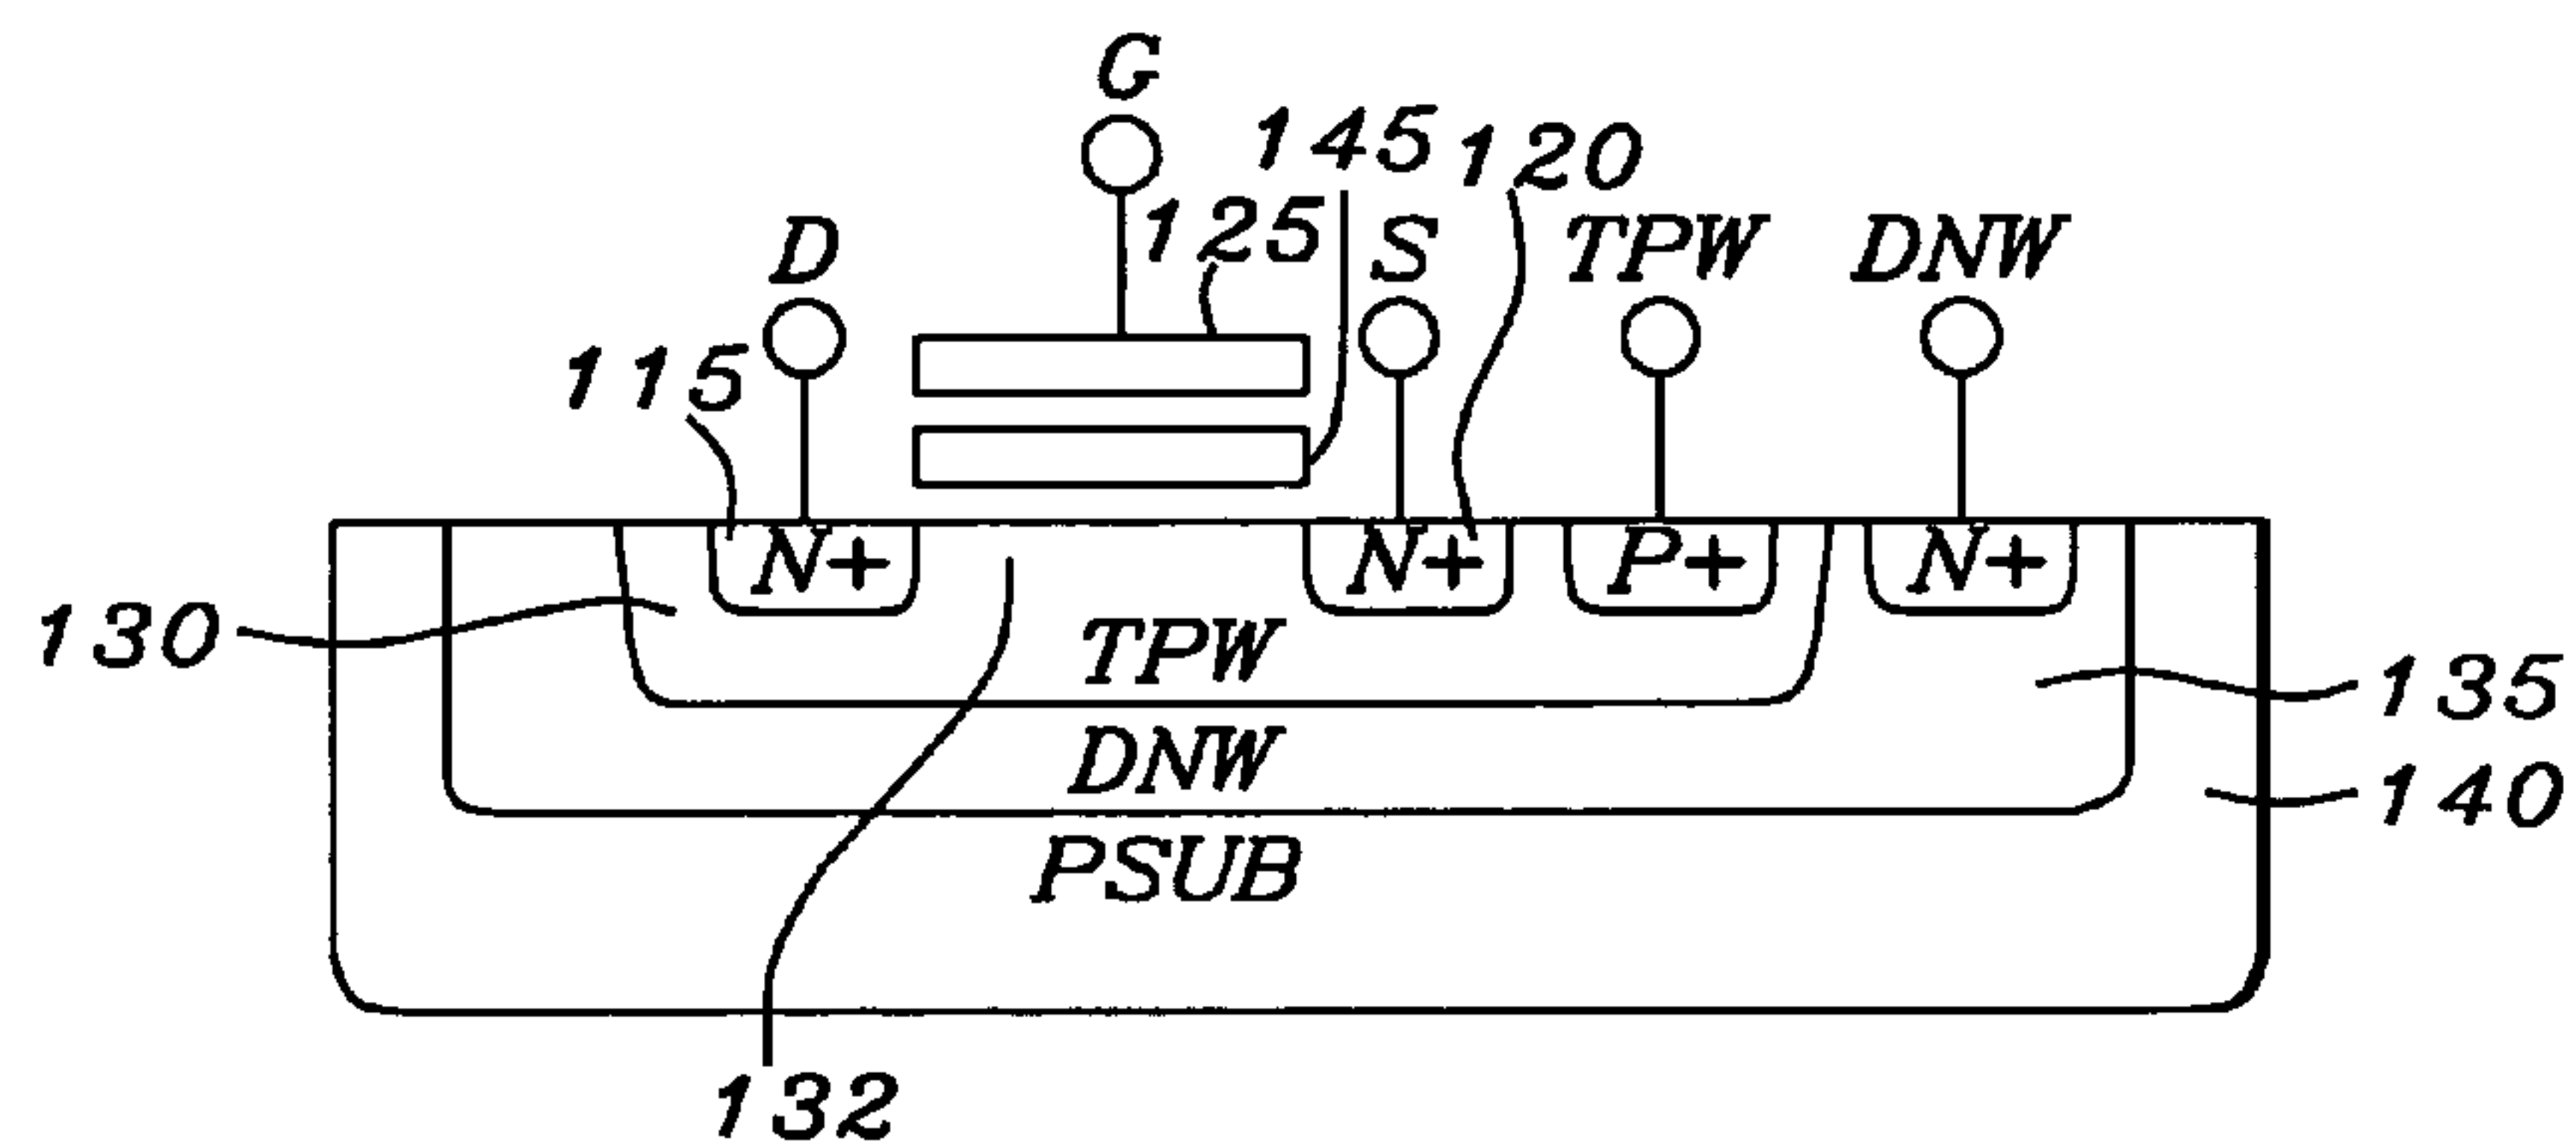 G
145 120
125
D S TPW DNW
115
N+ N+ P+ N+
130 TPW
135
DNW
140
PSUB
132